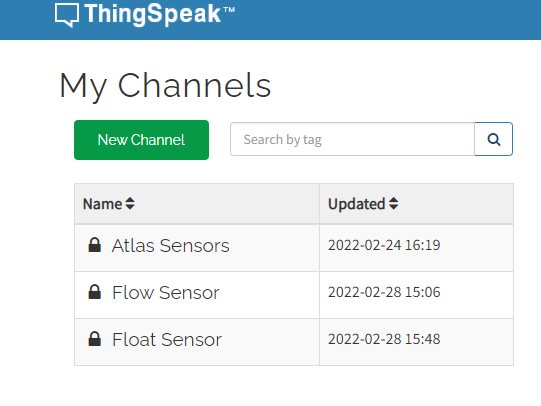 ThingSpeak™
My Channels
New Channel
Search by tag
Name Updated
Atlas Sensors 2022-02-24 16:19
Flow Sensor 2022-02-28 15:06
Float Sensor 2022-02-28 15:48